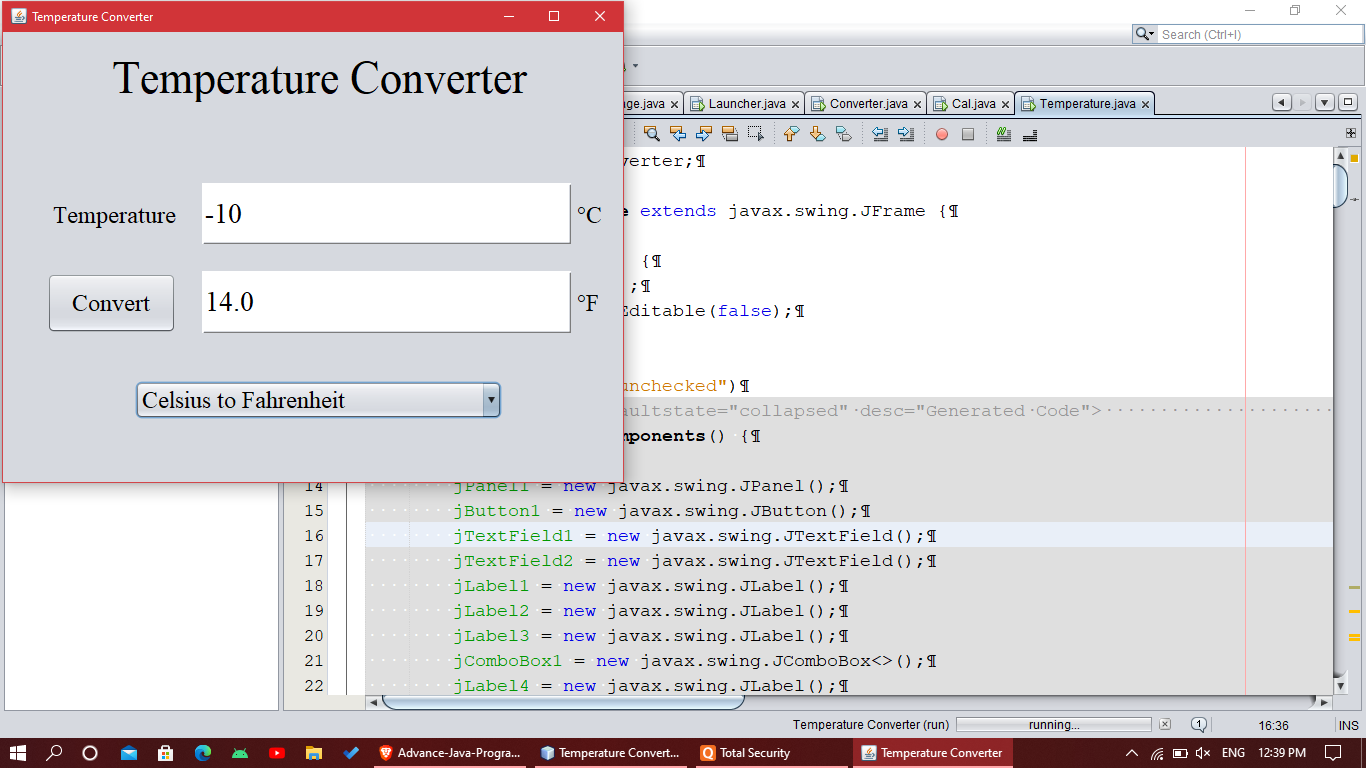 Temperature Converter
Temperature Converter
Temperature
-10
°C
Convert
14.0
°F
Celsius to Fahrenheit
Search (Ctrl+I)
age.java
Launcher.java
Converter.java
Cal.java
Temperature.java
verter;¶
e extends javax.swing.JFrame {¶
{¶
;¶
Editable(false);¶
unchecked")¶
aultstate="collapsed"·desc="Generated·Code">
mponents() {¶
14 jPanel1 = new javax.swing.JPanel();¶
15 jButton1 = new javax.swing.JButton();¶
16 jTextField1 = new javax.swing.JTextField();¶
17 jTextField2 = new javax.swing.JTextField();¶
18 jLabel1 = new javax.swing.JLabel();¶
19 jLabel2 = new javax.swing.JLabel();¶
20 jLabel3 = new javax.swing.JLabel();¶
21 jComboBox1 = new javax.swing.JComboBox<>();¶
22 jLabel4 = new javax.swing.JLabel();¶
Temperature Converter (run) running... 1 16:36 INS
Advance-Java-Progra... Temperature Convert... Total Security Temperature Converter ENG 12:39 PM